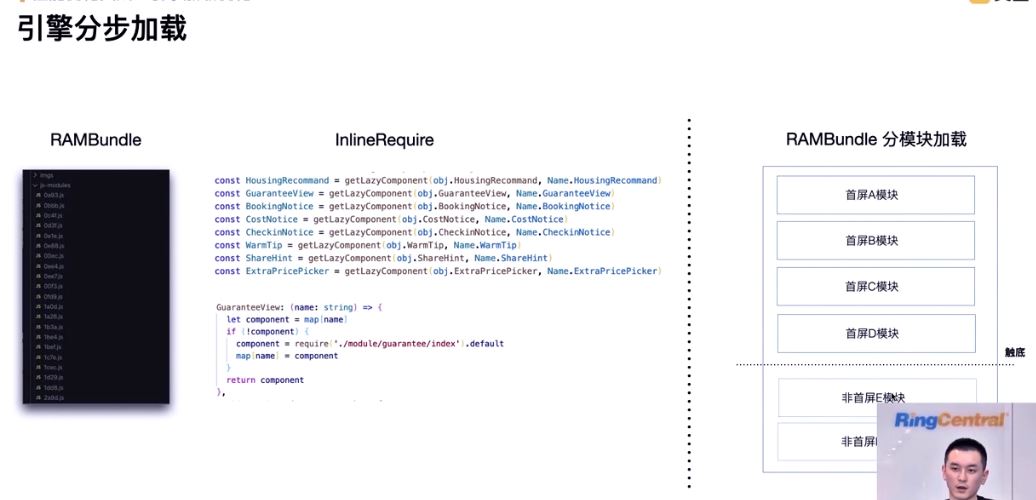 引擎分步加载
RAMBundle
InlineRequire
RAMBundle 分模块加载
imgs
js-modules
0a93.js
0bbb.js
0c4f.js
0d3f.js
0e1e.js
0e88.js
00ec.js
0ee4.js
0ee7.js
00f3.js
0fd9.js
1a0d.js
1a28.js
1b3a.js
1be4.js
1bef.js
1c7e.js
1cec.js
1d29.js
1dd8.js
2a9d.js
const HousingRecommand = getLazyComponent(obj.HousingRecommand, Name.HousingRecommand)
const GuaranteeView = getLazyComponent(obj.GuaranteeView, Name.GuaranteeView)
const BookingNotice = getLazyComponent(obj.BookingNotice, Name.BookingNotice)
const CostNotice = getLazyComponent(obj.CostNotice, Name.CostNotice)
const CheckinNotice = getLazyComponent(obj.CheckinNotice, Name.CheckinNotice)
const WarmTip = getLazyComponent(obj.WarmTip, Name.WarmTip)
const ShareHint = getLazyComponent(obj.ShareHint, Name.ShareHint)
const ExtraPricePicker = getLazyComponent(obj.ExtraPricePicker, Name.ExtraPricePicker)
GuaranteeView: (name: string) => {
let component = map[name]
if (!component) {
component = require('./module/guarantee/index').default
map[name] = component
}
return component
},
首屏A模块
首屏B模块
首屏C模块
首屏D模块
触底
非首屏E模块
非首屏
RingCentral